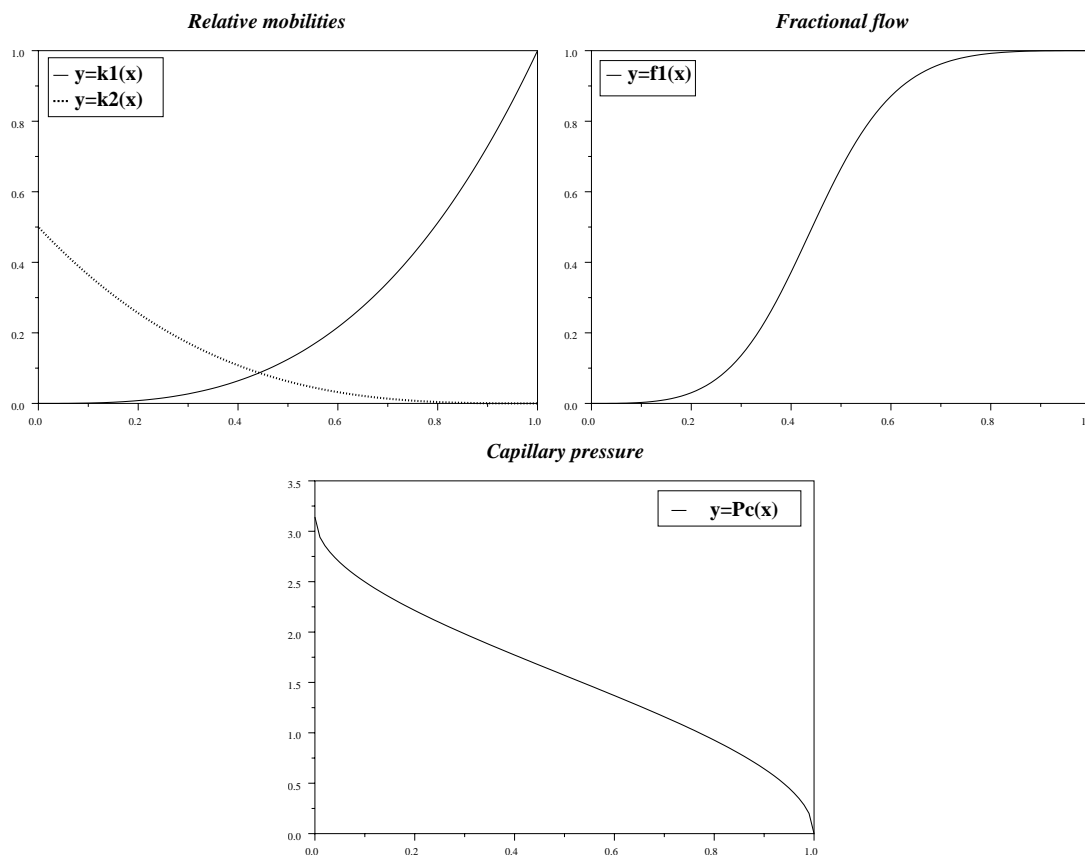 Relative mobilities
1.0
0.8
0.6
0.4
0.2
0.0
0.0 0.2 0.4 0.6 0.8 1.0
y=k1(x)
y=k2(x)
Fractional flow
1.0
0.8
0.6
0.4
0.2
0.0
0.0 0.2 0.4 0.6 0.8
y=f1(x)
Capillary pressure
3.5
3.0
2.5
2.0
1.5
1.0
0.5
0.0
0.0 0.2 0.4 0.6 0.8 1.0
y=Pc(x)